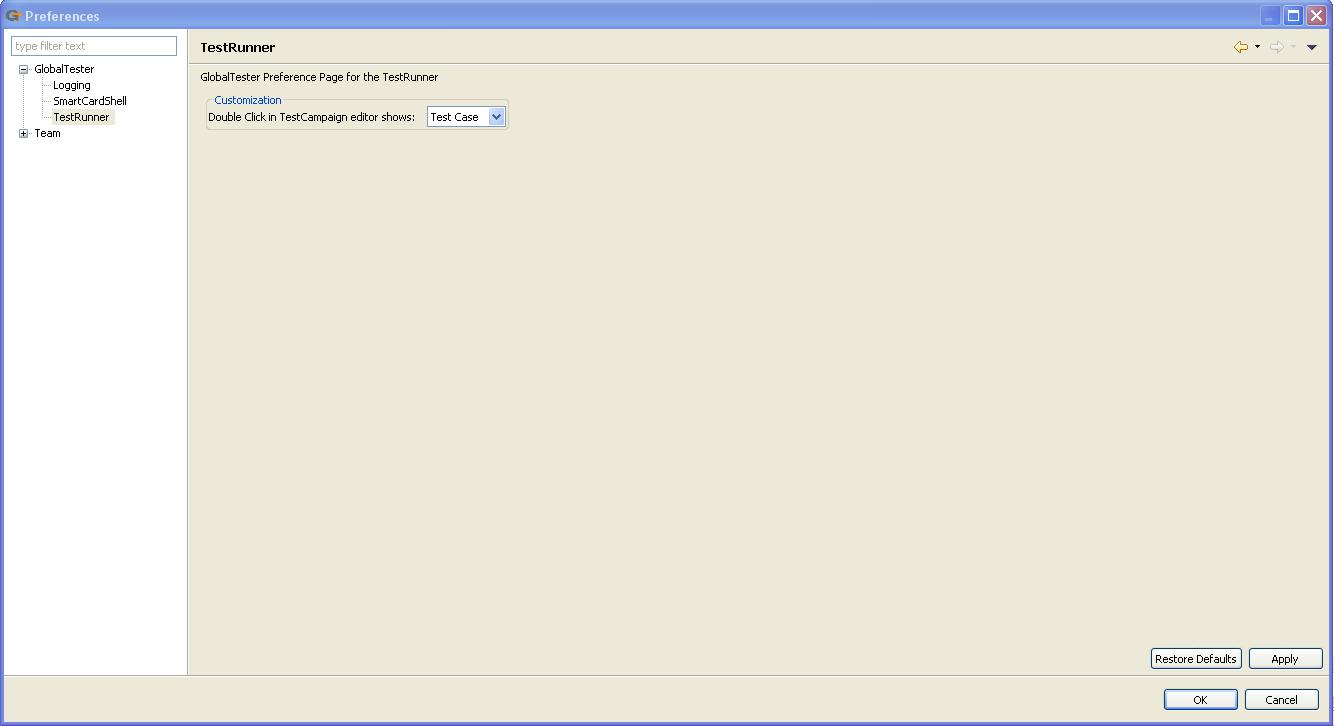 Preferences
type filter text
GlobalTester
Logging
SmartCardShell
TestRunner
Team
TestRunner
GlobalTester Preference Page for the TestRunner
Customization
Double Click in TestCampaign editor shows: Test Case
Restore Defaults Apply
OK Cancel